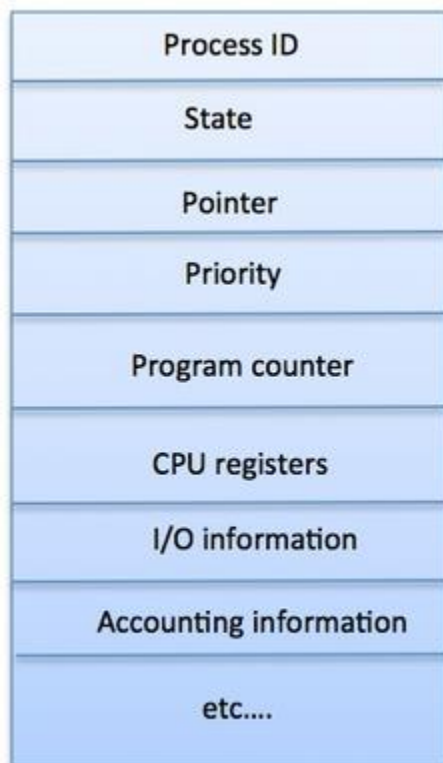 Process ID
State
Pointer
Priority
Program counter
CPU registers
I/O information
Accounting information
etc....